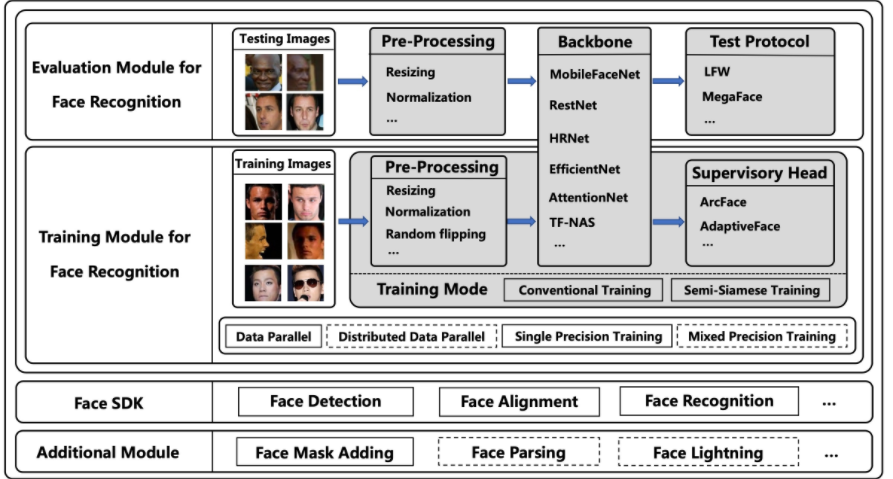 Evaluation Module for
Face Recognition
Testing Images
Pre-Processing
Resizing
Normalization
...
Backbone
MobileFaceNet
RestNet
HRNet
EfficientNet
AttentionNet
TF-NAS
...
Test Protocol
LFW
MegaFace
...
Training Module for
Face Recognition
Training Images
Pre-Processing
Resizing
Normalization
Random flipping
...
Supervisory Head
ArcFace
AdaptiveFace
...
Training Mode
Conventional Training
Semi-Siamese Training
Data Parallel
Distributed Data Parallel
Single Precision Training
Mixed Precision Training
Face SDK
Face Detection
Face Alignment
Face Recognition
...
Additional Module
Face Mask Adding
Face Parsing
Face Lightning
...